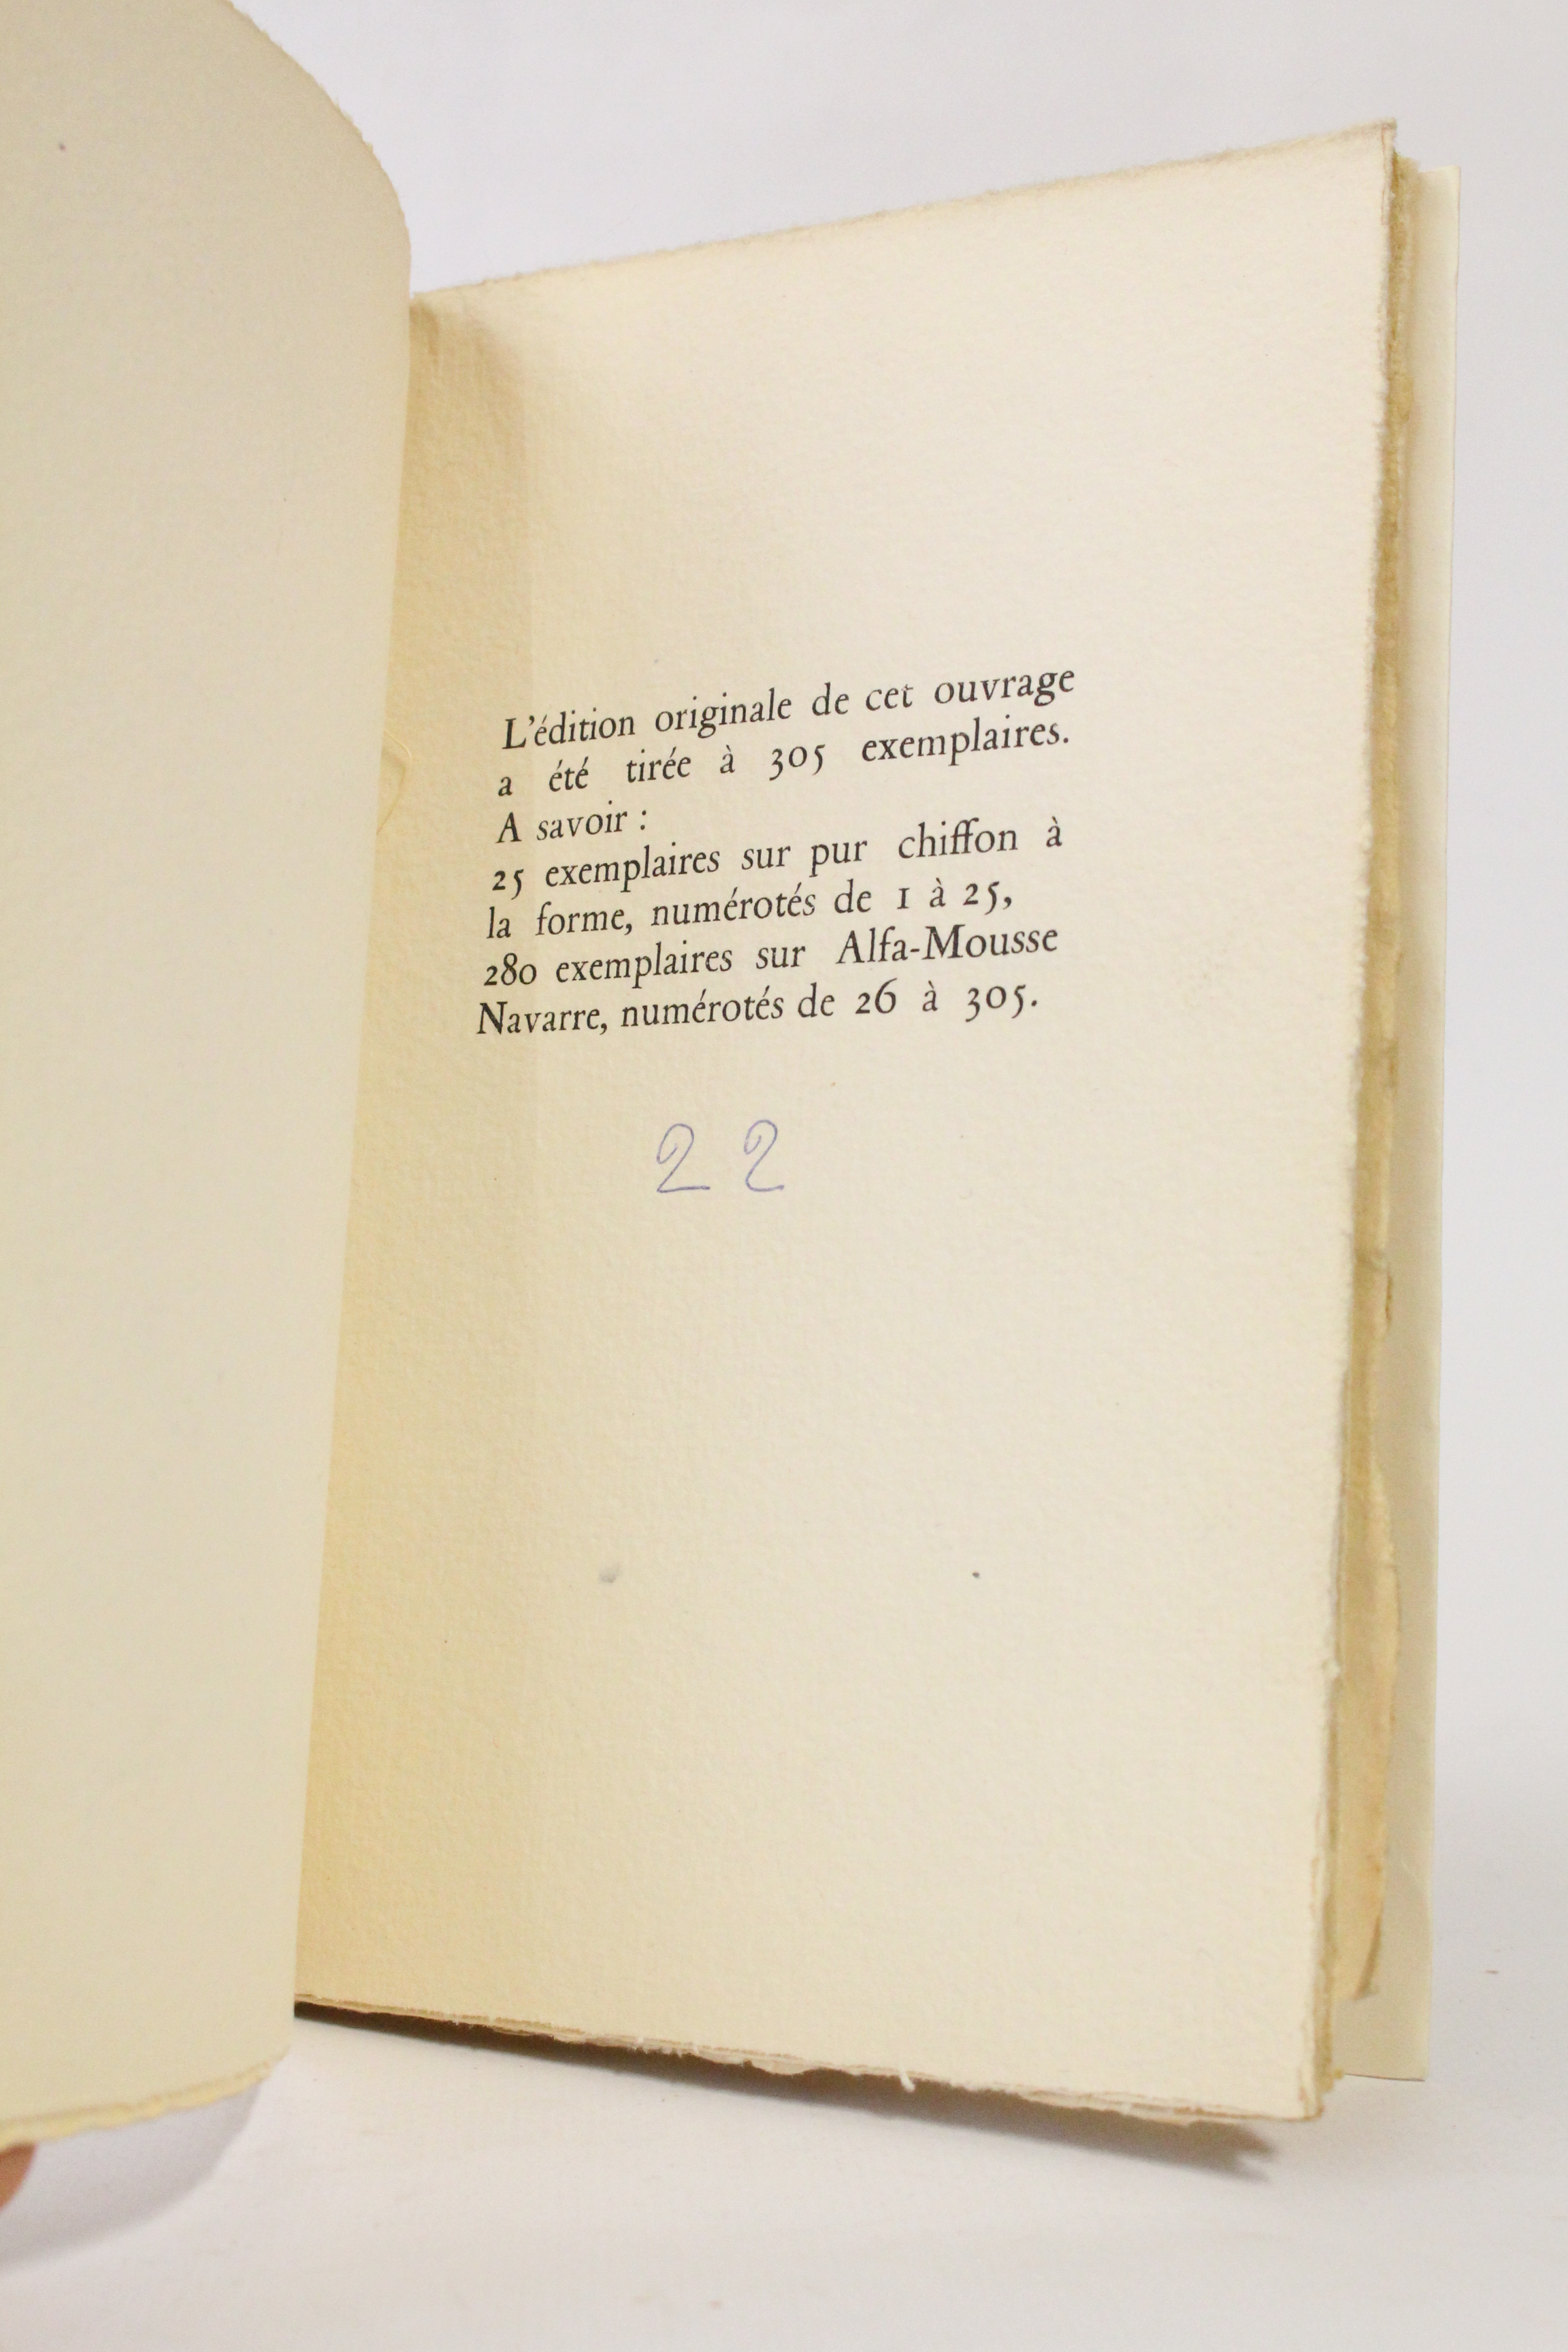 L'édition originale de cet ouvrage
a été tirée à 305 exemplaires.
A savoir :
25 exemplaires sur pur chiffon à
la forme, numérotés de 1 à 25,
280 exemplaires sur Alfa-Mousse
Navarre, numérotés de 26 à 305.
22